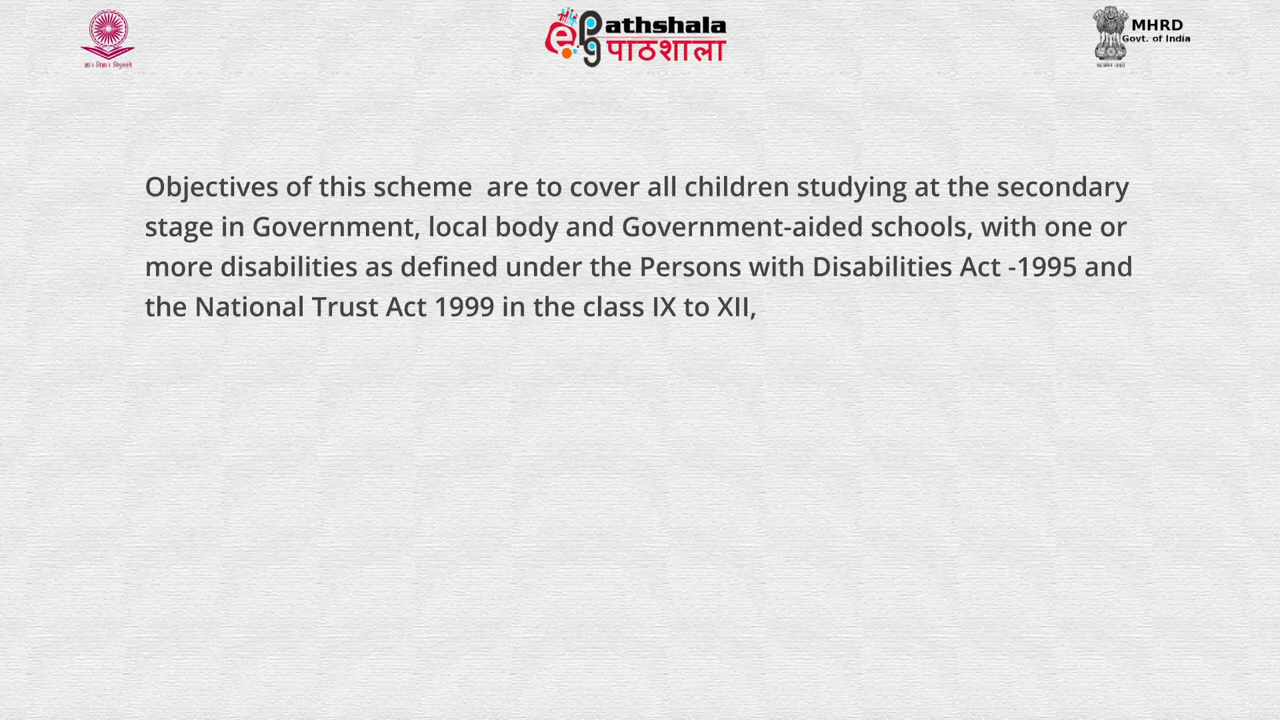 ePGathshala
पाठशाला
MHRD
Govt. of India
Objectives of this scheme  are to cover all children studying at the secondary
stage in Government, local body and Government-aided schools, with one or
more disabilities as defined under the Persons with Disabilities Act -1995 and
the National Trust Act 1999 in the class IX to XII,